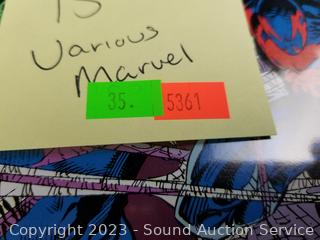 15
Various
Marvel
35. 5361
Copyright 2023 - Sound Auction Service